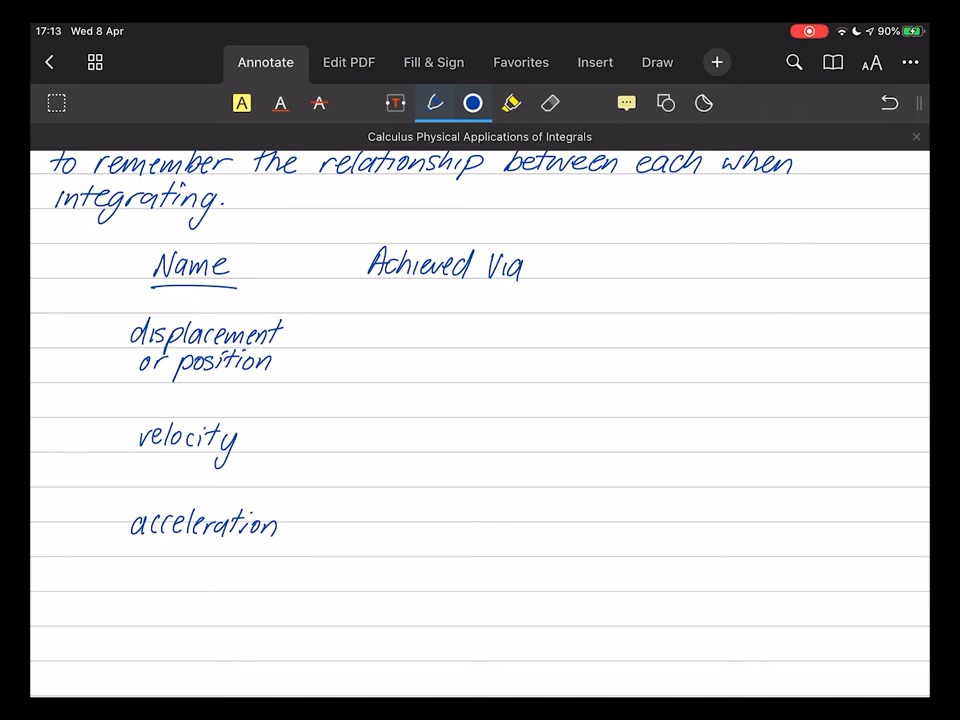 17:13 Wed 8 Apr 90%
Annotate Edit PDF Fill & Sign Favorites Insert Draw
Calculus Physical Applications of Integrals
to remember the relationship between each when
integrating.
Name Achieved Via
displacement
or position
velocity
acceleration